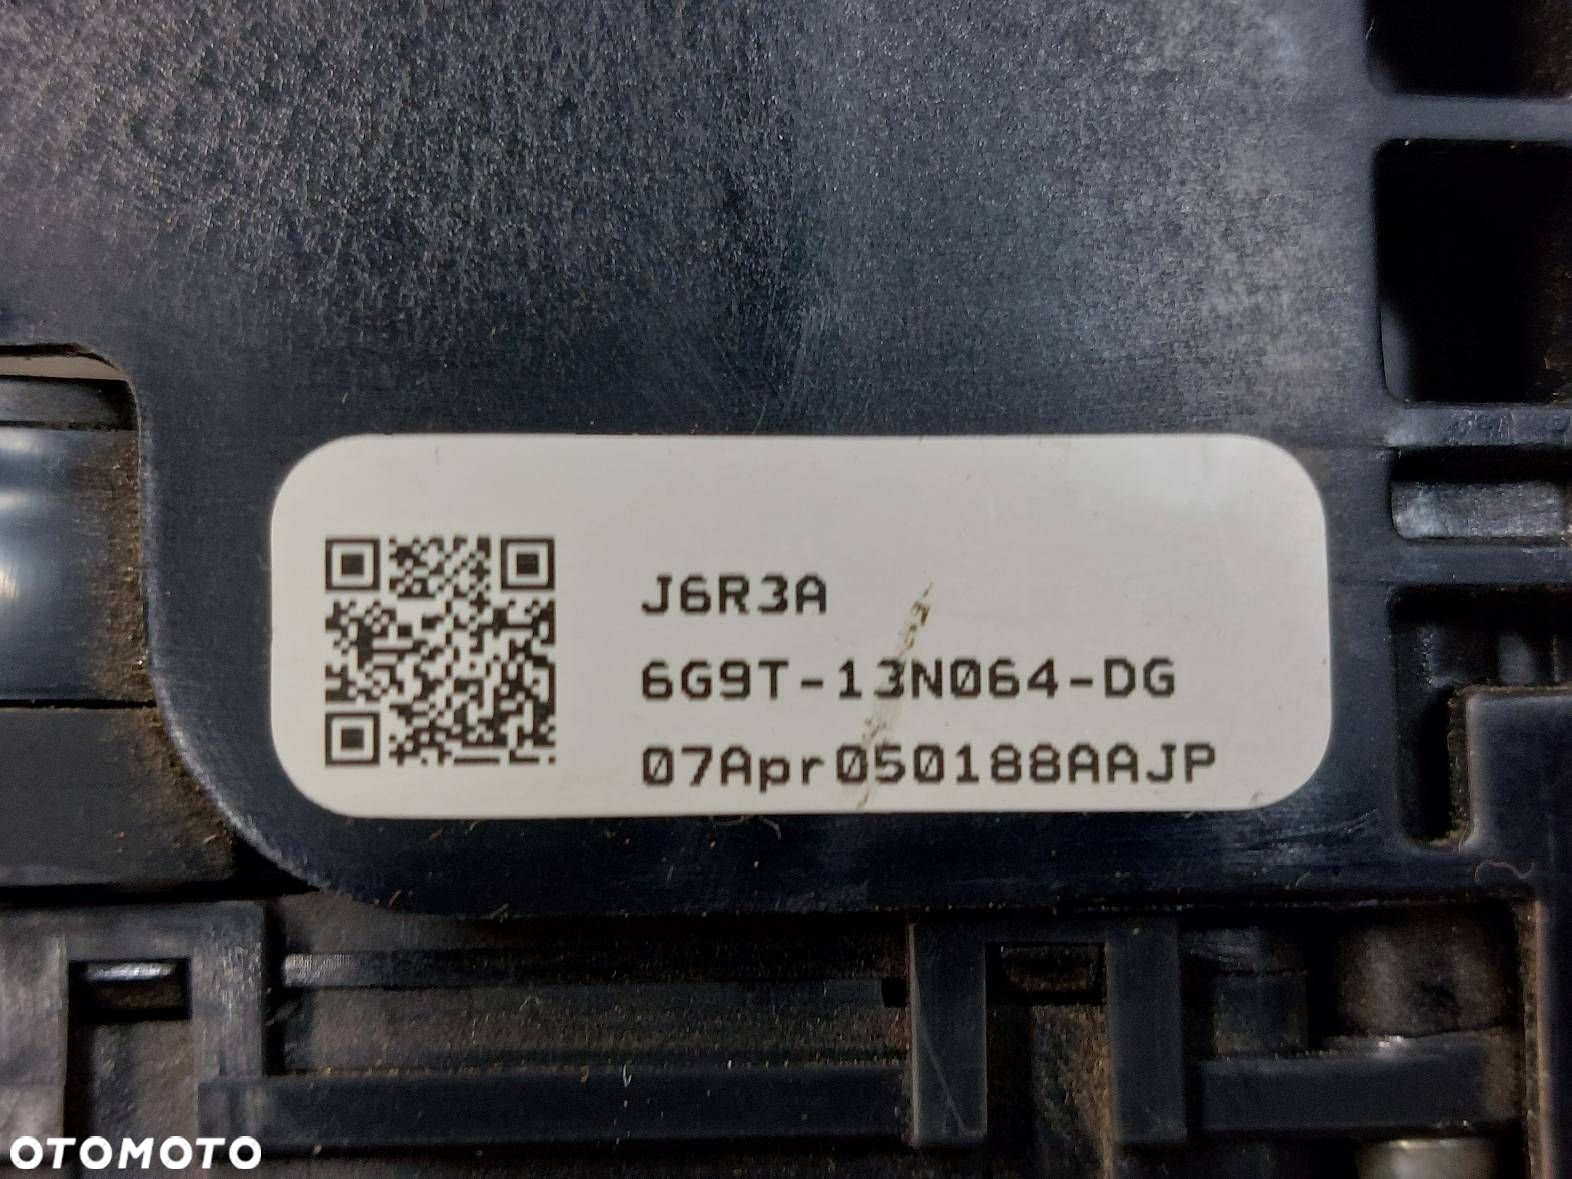 J6R3A
6G9T-13N064-DG
07Apr050188AAJP
OTOMOTO